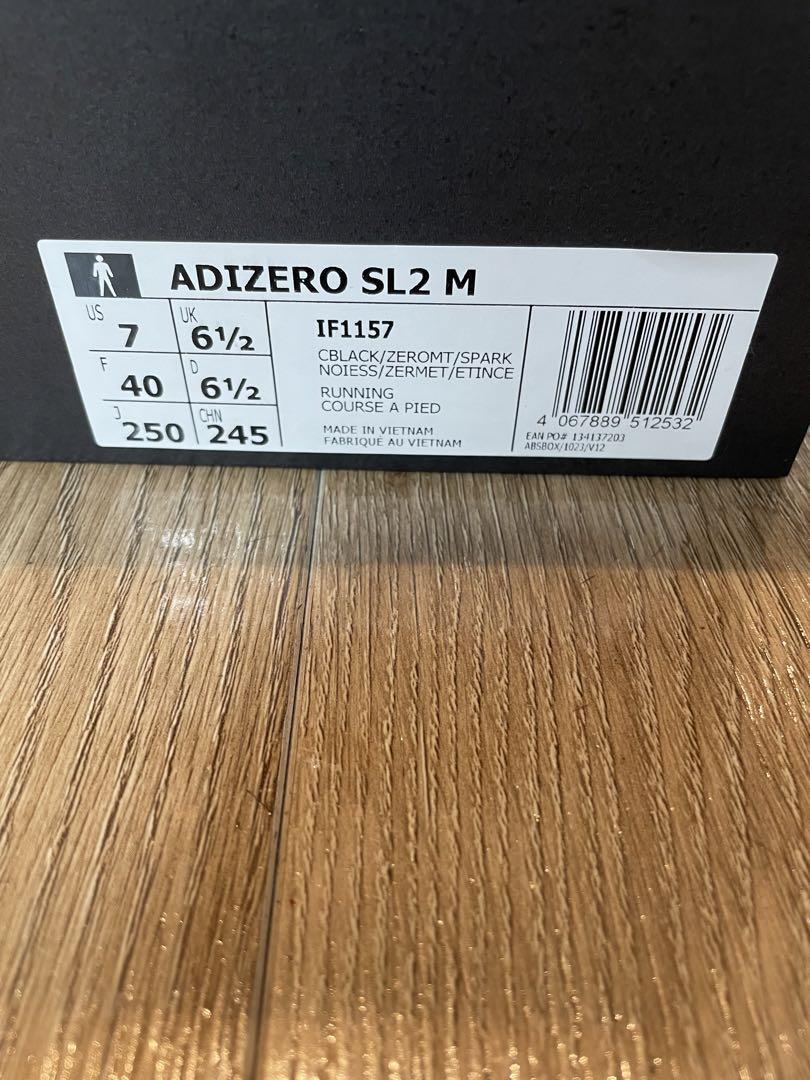 ADIZERO SL2 M
US 7 UK 6½
F 40 D 6½
J 250 CHN 245
IF1157
CBLACK/ZEROMT/SPARK
NOIESS/ZERMET/ETINCE
RUNNING
COURSE A PIED
MADE IN VIETNAM
FABRIQUÉ AU VIETNAM
4 067889 512532
EAN PO# 134137203
ABSBOX/1023/V12